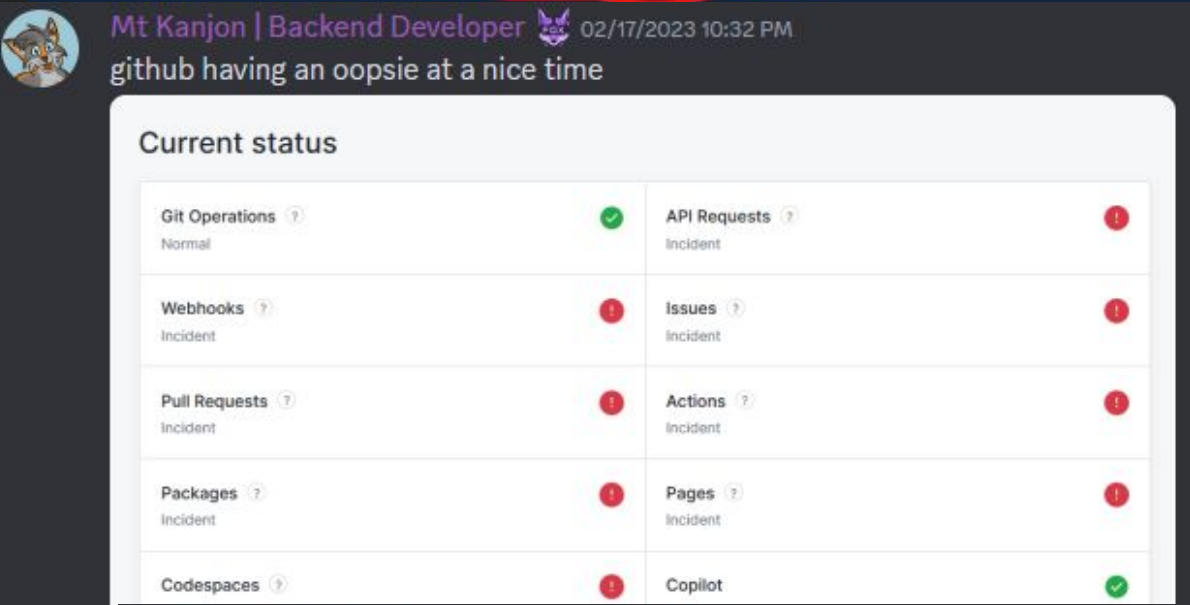 Mt Kanjon | Backend Developer FOX 02/17/2023 10:32 PM
github having an oopsie at a nice time
Current status
Git Operations ?
Normal
API Requests ?
Incident
Webhooks ?
Incident
Issues ?
Incident
Pull Requests ?
Incident
Actions ?
Incident
Packages ?
Incident
Pages ?
Incident
Codespaces ?
Copilot